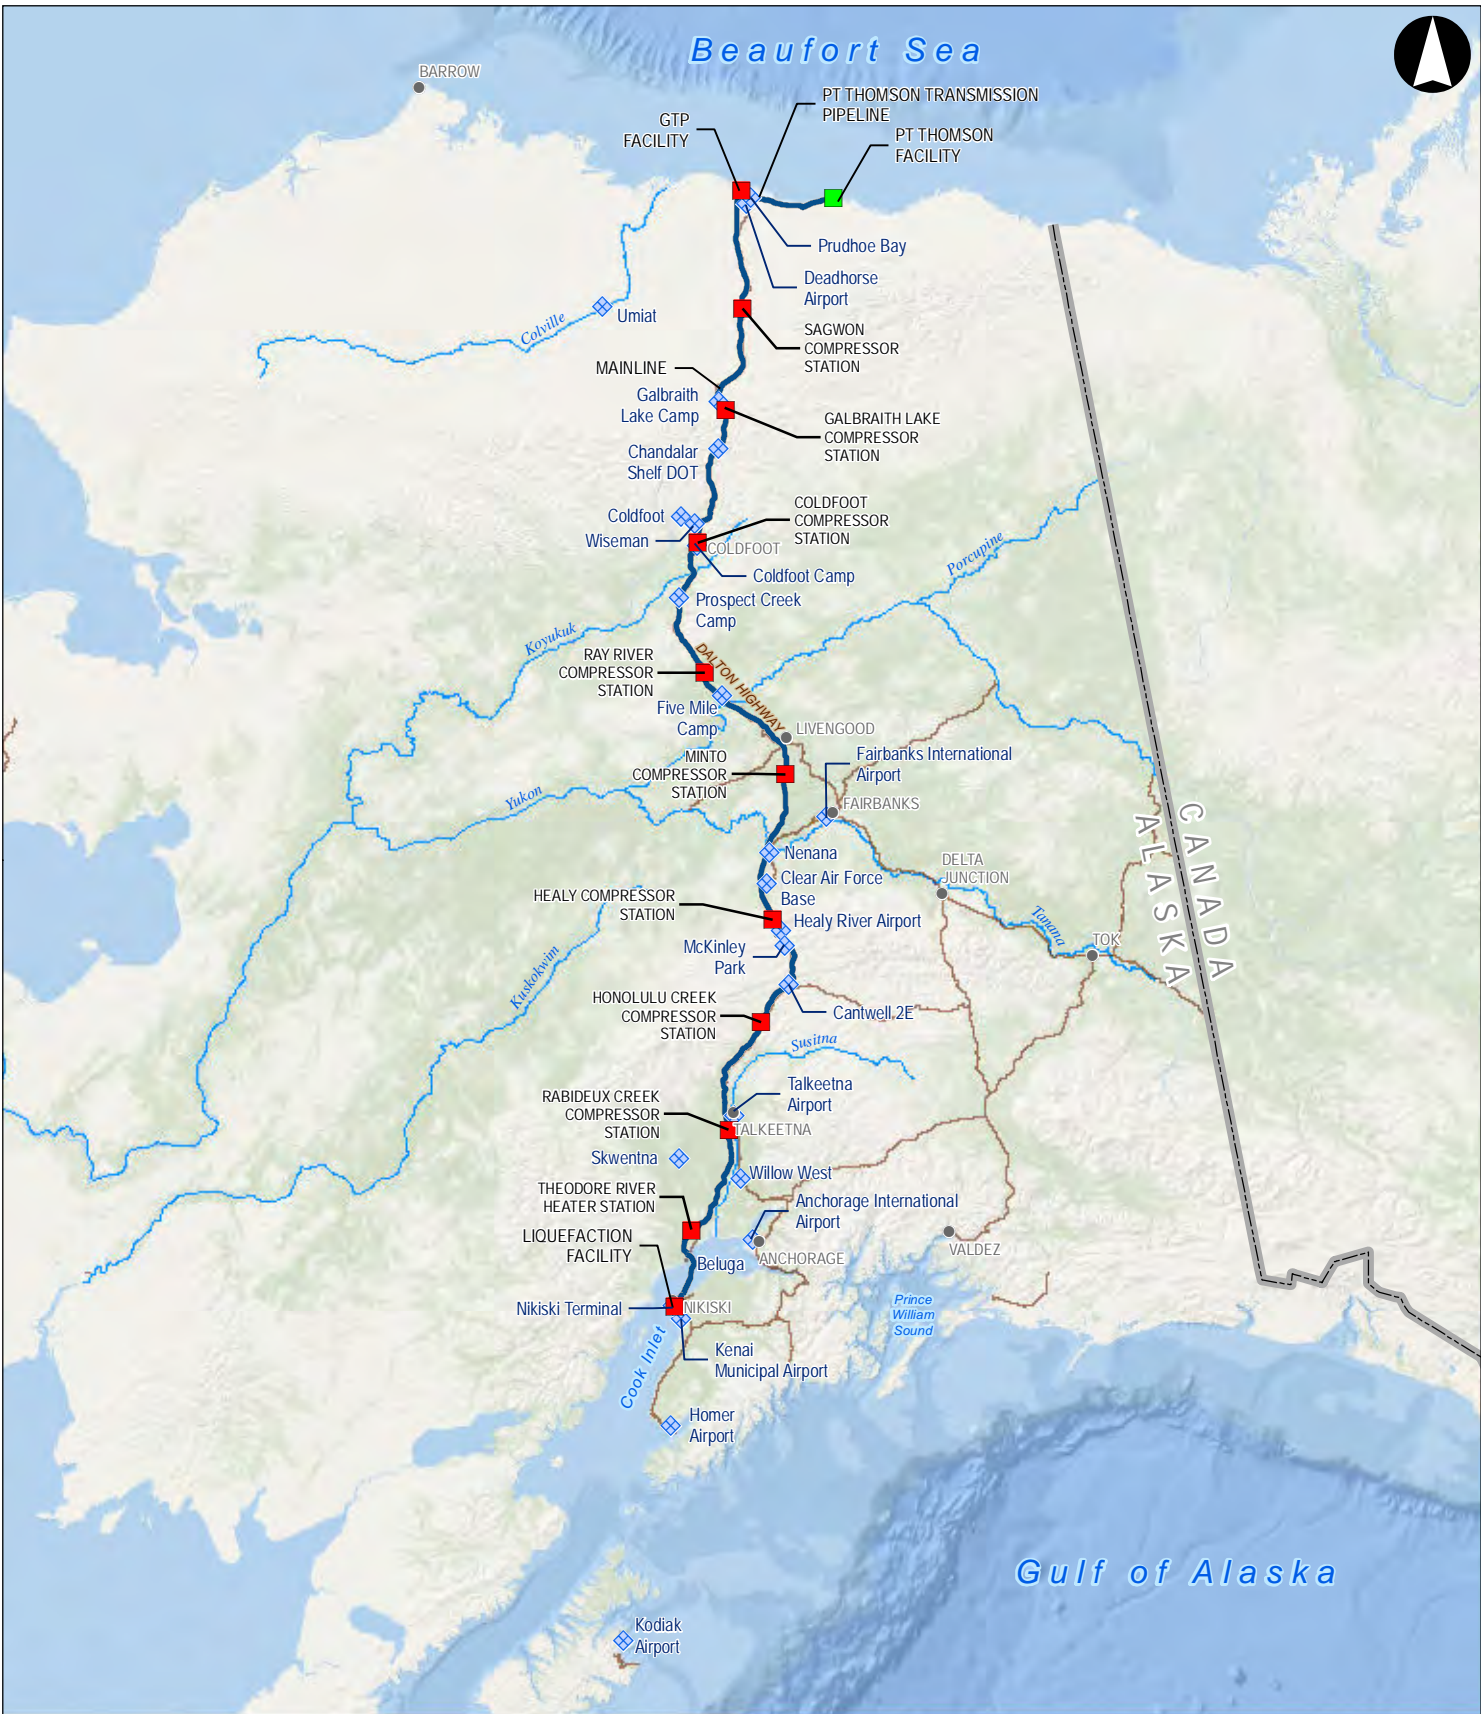 Beaufort Sea
BARROW
PT THOMSON TRANSMISSION
PIPELINE
GTP
FACILITY
PT THOMSON
FACILITY
Prudhoe Bay
Deadhorse
Airport
Umiat
Colville
SAGWON
COMPRESSOR
STATION
MAINLINE
Galbraith
Lake Camp
GALBRAITH LAKE
COMPRESSOR
STATION
Chandalar
Shelf DOT
COLDFOOT
COMPRESSOR
STATION
Coldfoot
Wiseman
COLDFOOT
Coldfoot Camp
Porcupine
Prospect Creek
Camp
Koyukuk
RAY RIVER
COMPRESSOR
STATION
DALTON HIGHWAY
Five Mile
Camp
LIVENGOOD
MINTO
COMPRESSOR
STATION
Fairbanks International
Airport
Yukon
FAIRBANKS
CANADA
ALASKA
Nenana
DELTA
JUNCTION
Clear Air Force
Base
HEALY COMPRESSOR
STATION
Healy River Airport
Tanana
TOK
McKinley
Park
Kuskokwim
HONOLULU CREEK
COMPRESSOR
STATION
Cantwell 2E
Susitna
Talkeetna
Airport
RABIDEUX CREEK
COMPRESSOR
STATION
TALKEETNA
Skwentna
Willow West
THEODORE RIVER
HEATER STATION
Anchorage International
Airport
LIQUEFACTION
FACILITY
Beluga
ANCHORAGE
VALDEZ
Nikiski Terminal
NIKISKI
Prince
William
Sound
Cook Inlet
Kenai
Municipal Airport
Homer
Airport
Gulf of Alaska
Kodiak
Airport